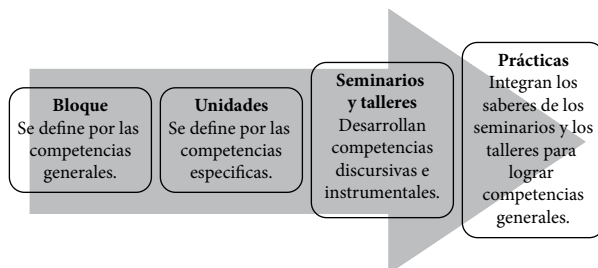 Bloque
Se define por las
competencias
generales.
Unidades
Se define por las
competencias
especificas.
Seminarios
y talleres
Desarrollan
competencias
discursivas e
instrumentales.
Prácticas
Integran los
saberes de los
seminarios y los
talleres para
lograr
competencias
generales.